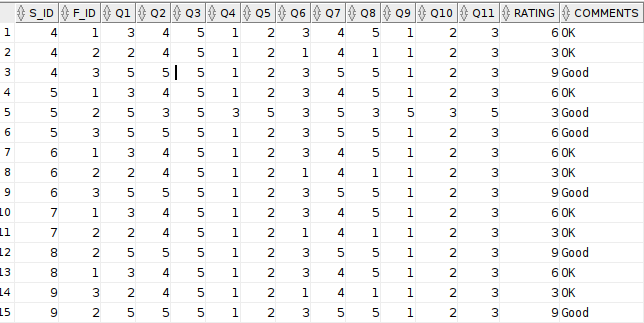 S_ID F_ID Q1 Q2 Q3 Q4 Q5 Q6 Q7 Q8 Q9 Q10 Q11 RATING COMMENTS
1 4 1 3 4 5 1 2 3 4 5 1 2 3 6 OK
2 4 2 2 4 5 1 2 1 4 1 1 2 3 3 OK
3 4 3 5 5 5 1 2 3 5 5 1 2 3 9 Good
4 5 1 3 4 5 1 2 3 4 5 1 2 3 6 OK
5 5 2 5 3 5 3 5 3 5 3 5 3 5 3 Good
6 5 3 5 5 5 1 2 3 5 5 1 2 3 6 Good
7 6 1 3 4 5 1 2 3 4 5 1 2 3 6 OK
8 6 2 2 4 5 1 2 1 4 1 1 2 3 3 OK
9 6 3 5 5 5 1 2 3 5 5 1 2 3 9 Good
10 7 1 3 4 5 1 2 3 4 5 1 2 3 6 OK
11 7 2 2 4 5 1 2 1 4 1 1 2 3 3 OK
12 8 2 5 5 5 1 2 3 5 5 1 2 3 9 Good
13 8 1 3 4 5 1 2 3 4 5 1 2 3 6 OK
14 9 3 2 4 5 1 2 1 4 1 1 2 3 3 OK
15 9 2 5 5 5 1 2 3 5 5 1 2 3 9 Good